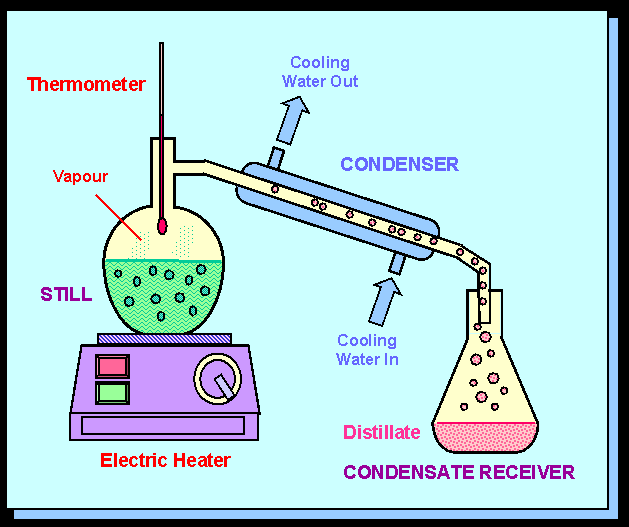 Cooling
Water Out
Thermometer
CONDENSER
Vapour
STILL
Cooling
Water In
Distillate
Electric Heater
CONDENSATE RECEIVER